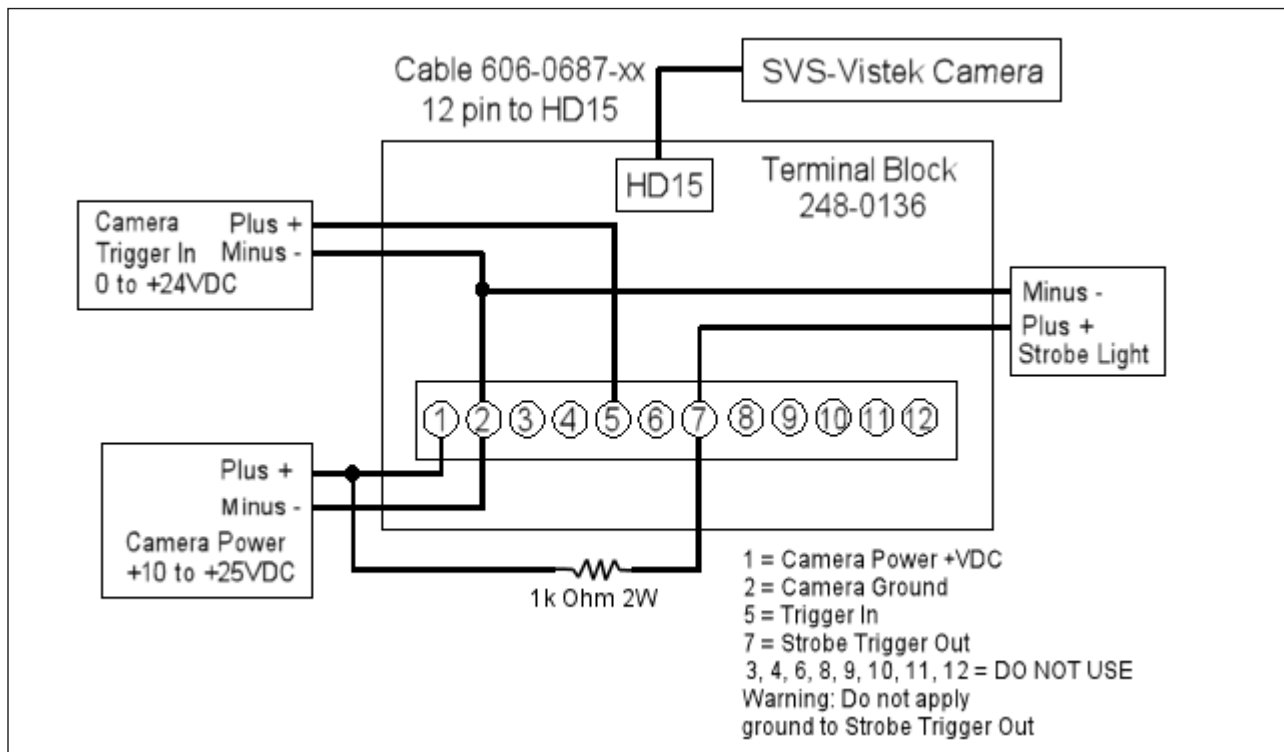 Cable 606-0687-xx
12 pin to HD15
SVS-Vistek Camera
HD15
Terminal Block
248-0136
Camera Plus +
Trigger In Minus -
0 to +24VDC
Minus -
Plus +
Strobe Light
1 2 3 4 5 6 7 8 9 10 11 12
Plus +
Minus -
Camera Power
+10 to +25VDC
1k Ohm 2W
1 = Camera Power +VDC
2 = Camera Ground
5 = Trigger In
7 = Strobe Trigger Out
3, 4, 6, 8, 9, 10, 11, 12 = DO NOT USE
Warning: Do not apply
ground to Strobe Trigger Out